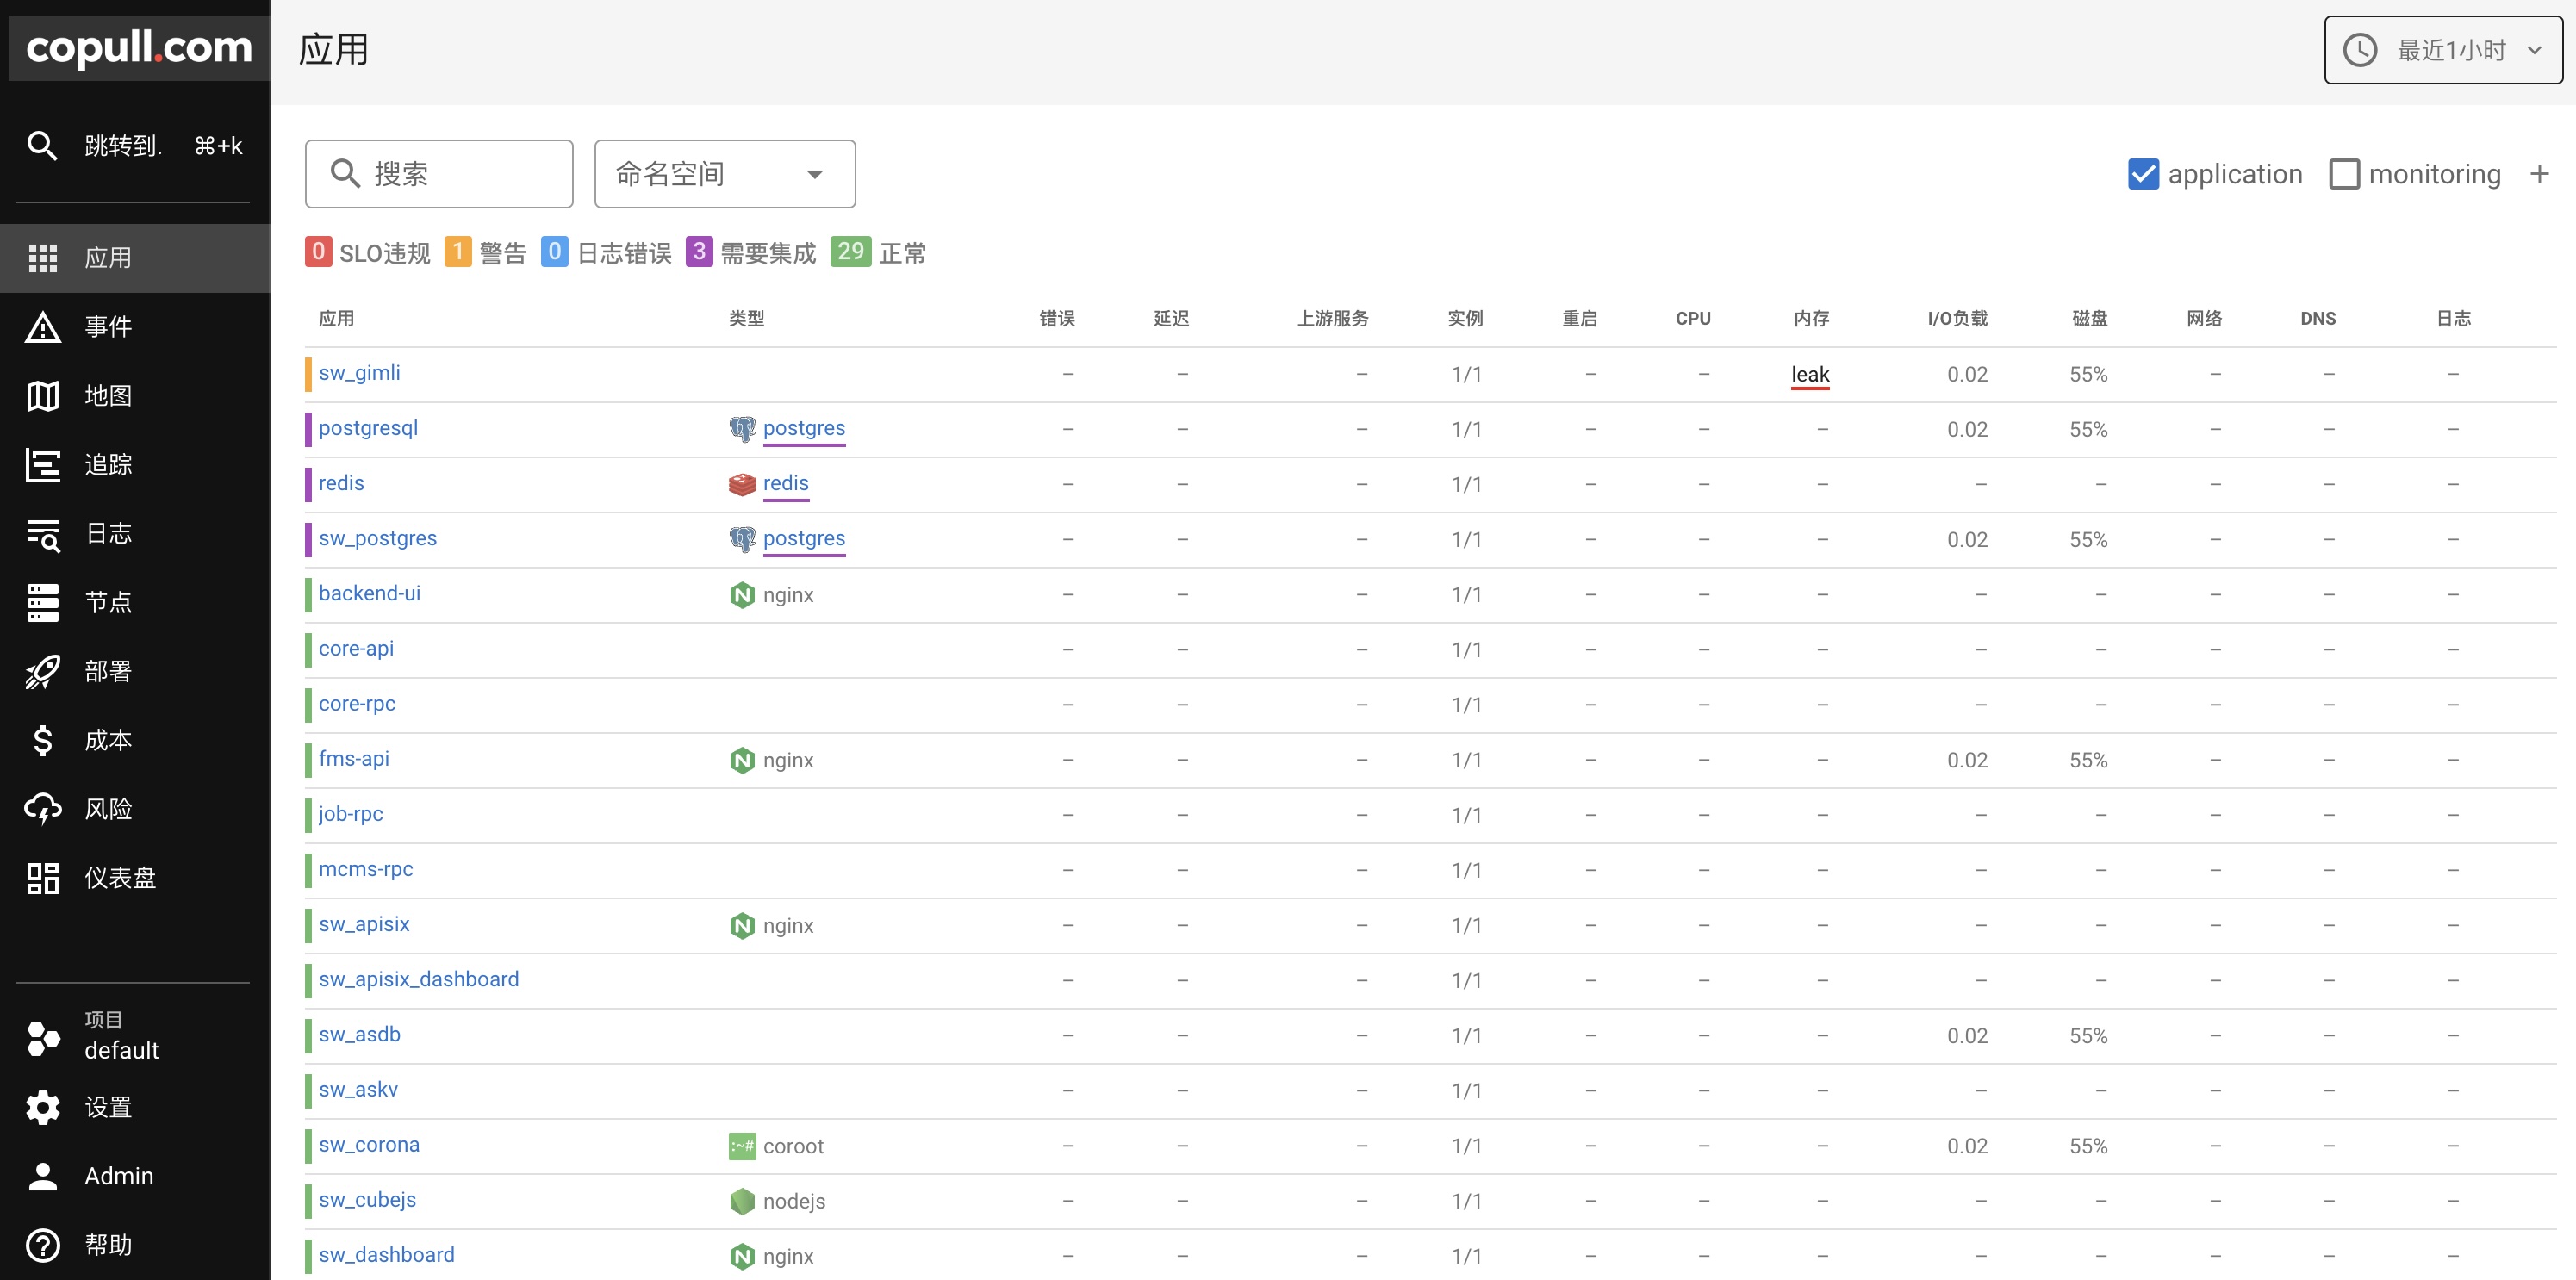 copull.com
应用
最近1小时
跳转到.. ⌘+k
搜索
命名空间
application
monitoring
+
0 SLO违规 1 警告 0 日志错误 3 需要集成 29 正常
应用
事件
地图
追踪
日志
节点
部署
成本
风险
仪表盘
项目
default
设置
Admin
帮助
应用 类型 错误 延迟 上游服务 实例 重启 CPU 内存 I/O负载 磁盘 网络 DNS 日志
sw_gimli – – – 1/1 – – leak 0.02 55% – – –
postgresql postgres – – – 1/1 – – – 0.02 55% – – –
redis redis – – – 1/1 – – – – – – – –
sw_postgres postgres – – – 1/1 – – – 0.02 55% – – –
backend-ui nginx – – – 1/1 – – – – – – – –
core-api – – – 1/1 – – – – – – – –
core-rpc – – – 1/1 – – – – – – – –
fms-api nginx – – – 1/1 – – – 0.02 55% – – –
job-rpc – – – 1/1 – – – – – – – –
mcms-rpc – – – 1/1 – – – – – – – –
sw_apisix nginx – – – 1/1 – – – – – – – –
sw_apisix_dashboard – – – 1/1 – – – – – – – –
sw_asdb – – – 1/1 – – – 0.02 55% – – –
sw_askv – – – 1/1 – – – – – – – –
sw_corona :~# coroot – – – 1/1 – – – 0.02 55% – – –
sw_cubejs nodejs – – – 1/1 – – – – – – – –
sw_dashboard nginx – – – 1/1 – – – – – – – –